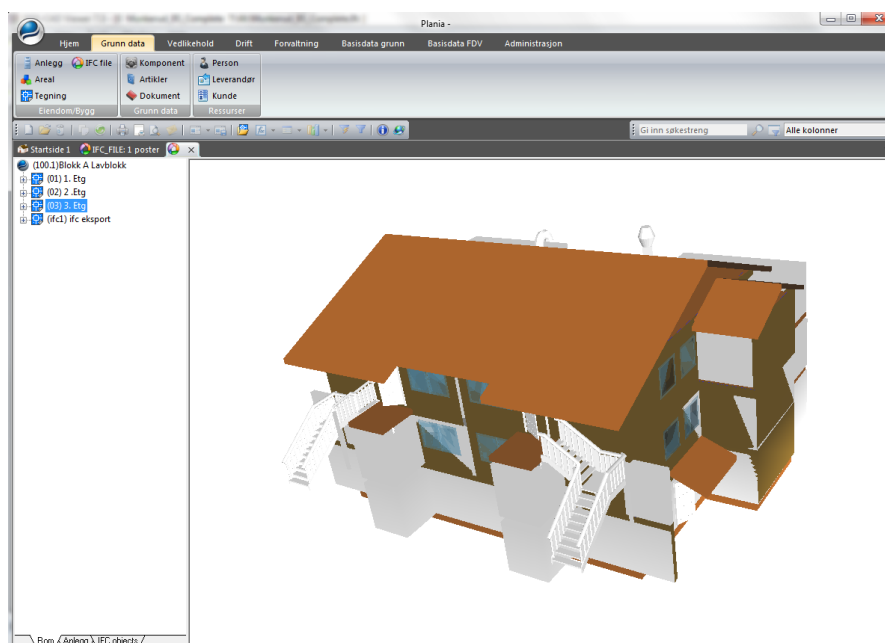 Plania -
Hjem Grunn data Vedlikehold Drift Forvaltning Basisdata grunn Basisdata FDV Administrasjon
Anlegg IFC file Komponent Person
Areal Artikler Leverandør
Tegning Dokument Kunde
Eiendom/Bygg Grunn data Ressurser
Gi inn søkestreng Alle kolonner
Startside 1 IFC_FILE: 1 poster
(100.1)Blokk A Lavblokk
(01) 1. Etg
(02) 2 .Etg
(03) 3. Etg
(ifc1) ifc eksport
Rom Anlegg IFC objects